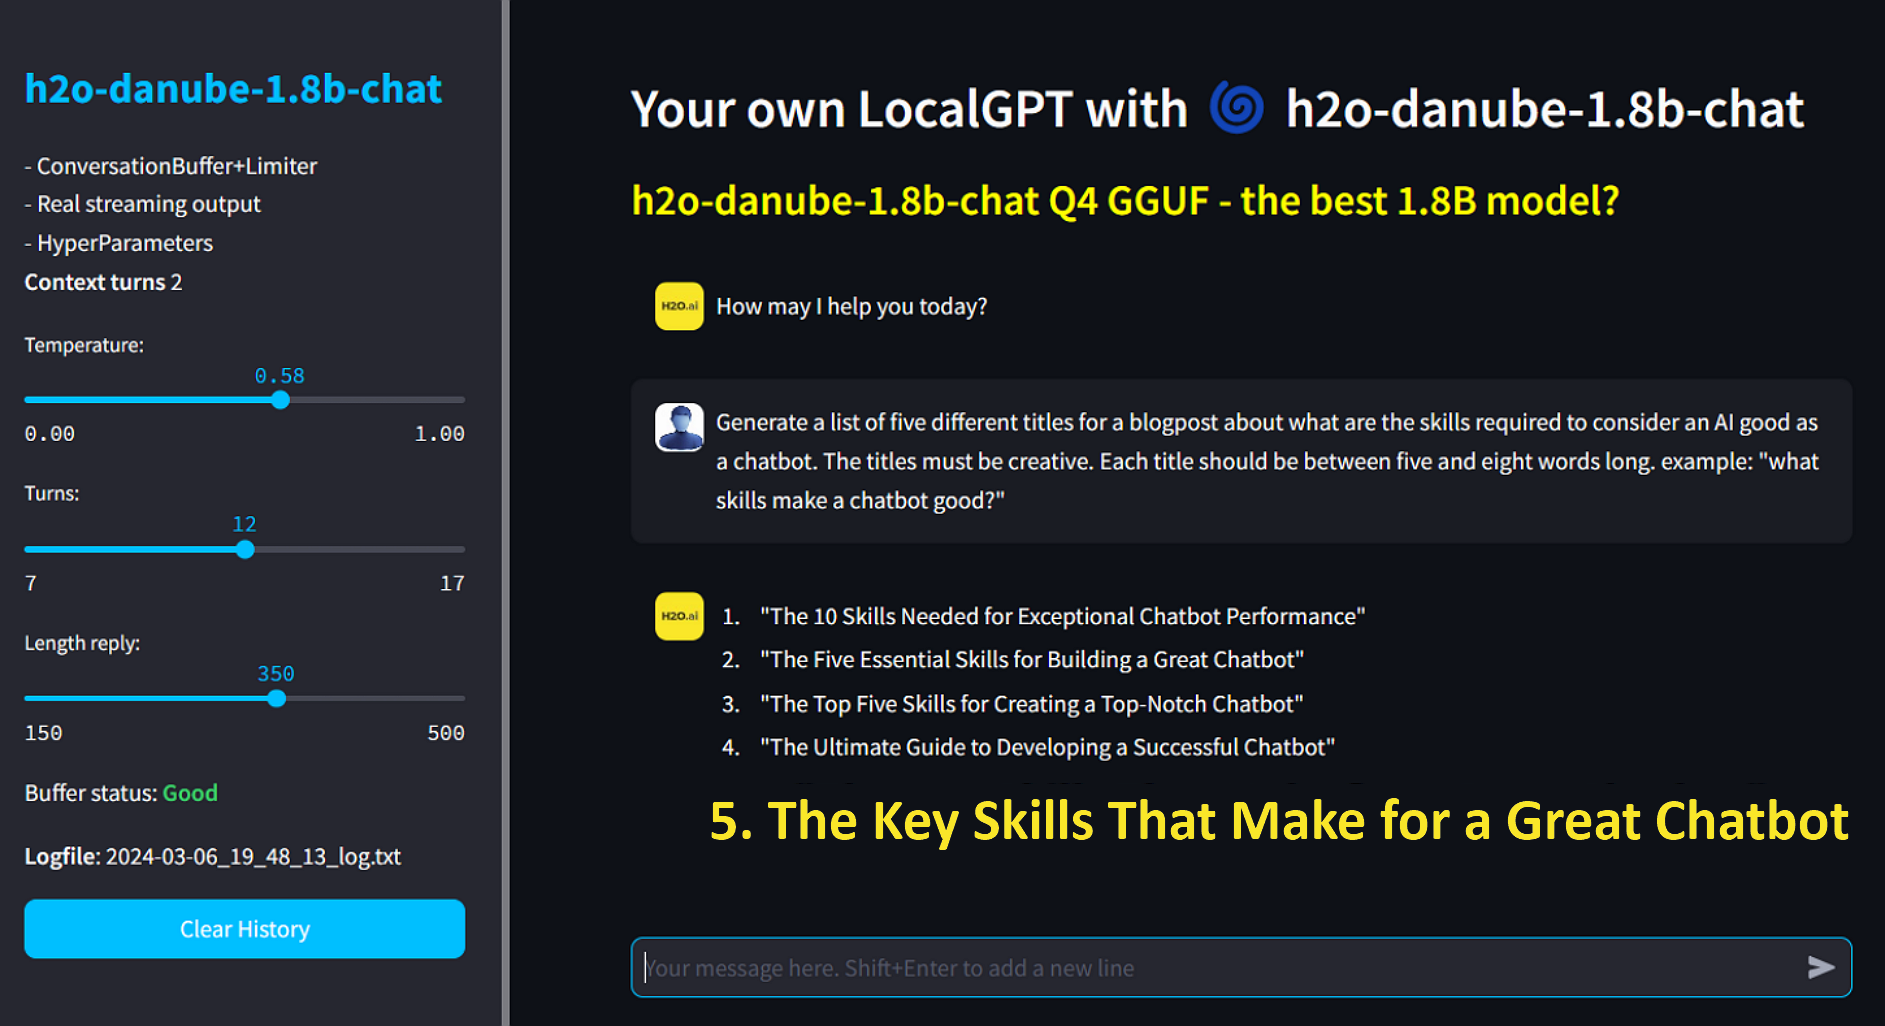 h2o-danube-1.8b-chat
- ConversationBuffer+Limiter
- Real streaming output
- HyperParameters
Context turns 2
Temperature:
0.58
0.00 1.00
Turns:
12
7 17
Length reply:
350
150 500
Buffer status: Good
Logfile: 2024-03-06_19_48_13_log.txt
Clear History
Your own LocalGPT with h2o-danube-1.8b-chat
h2o-danube-1.8b-chat Q4 GGUF - the best 1.8B model?
H2O.ai How may I help you today?
Generate a list of five different titles for a blogpost about what are the skills required to consider an AI good as
a chatbot. The titles must be creative. Each title should be between five and eight words long. example: "what
skills make a chatbot good?"
H2O.ai 1. "The 10 Skills Needed for Exceptional Chatbot Performance"
2. "The Five Essential Skills for Building a Great Chatbot"
3. "The Top Five Skills for Creating a Top-Notch Chatbot"
4. "The Ultimate Guide to Developing a Successful Chatbot"
5. The Key Skills That Make for a Great Chatbot
Your message here. Shift+Enter to add a new line